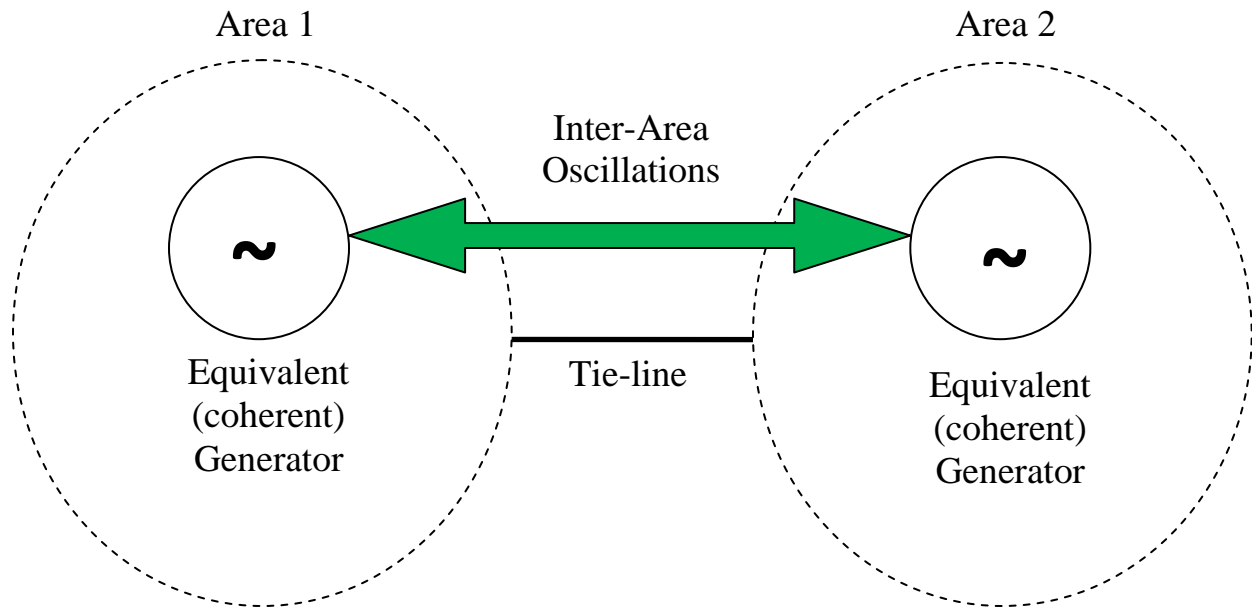 Area 1
Area 2
Inter-Area
Oscillations
~
~
Tie-line
Equivalent
(coherent)
Generator
Equivalent
(coherent)
Generator